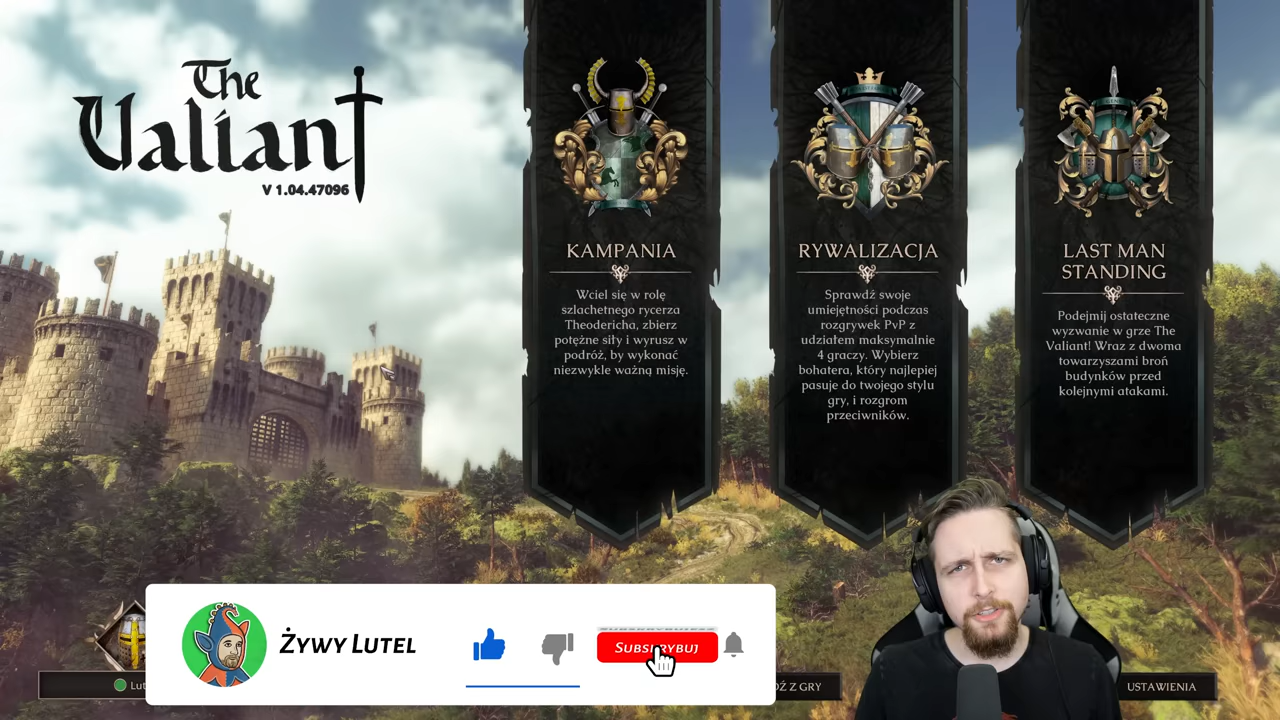 The
Valiant
V 1.04.47096
KAMPANIA
Wciel się w rolę
szlachetnego rycerza
Theodericha, zbierz
potężne siły i wyrusz w
podróż, by wykonać
niezwykle ważną misję.
RYWALIZACJA
Sprawdź swoje
umiejętności podczas
rozgrywek PvP z
udziałem maksymalnie
4 graczy. Wybierz
bohatera, który najlepiej
pasuje do twojego stylu
gry, i rozgrom
przeciwników.
LAST MAN
STANDING
Podejmij ostateczne
wyzwanie w grze The
Valiant! Wraz z dwoma
towarzyszami broń
budynków przed
kolejnymi atakami.
Żywy Lutel
Subskrybuj
Lut
Z GRY
USTAWIENIA